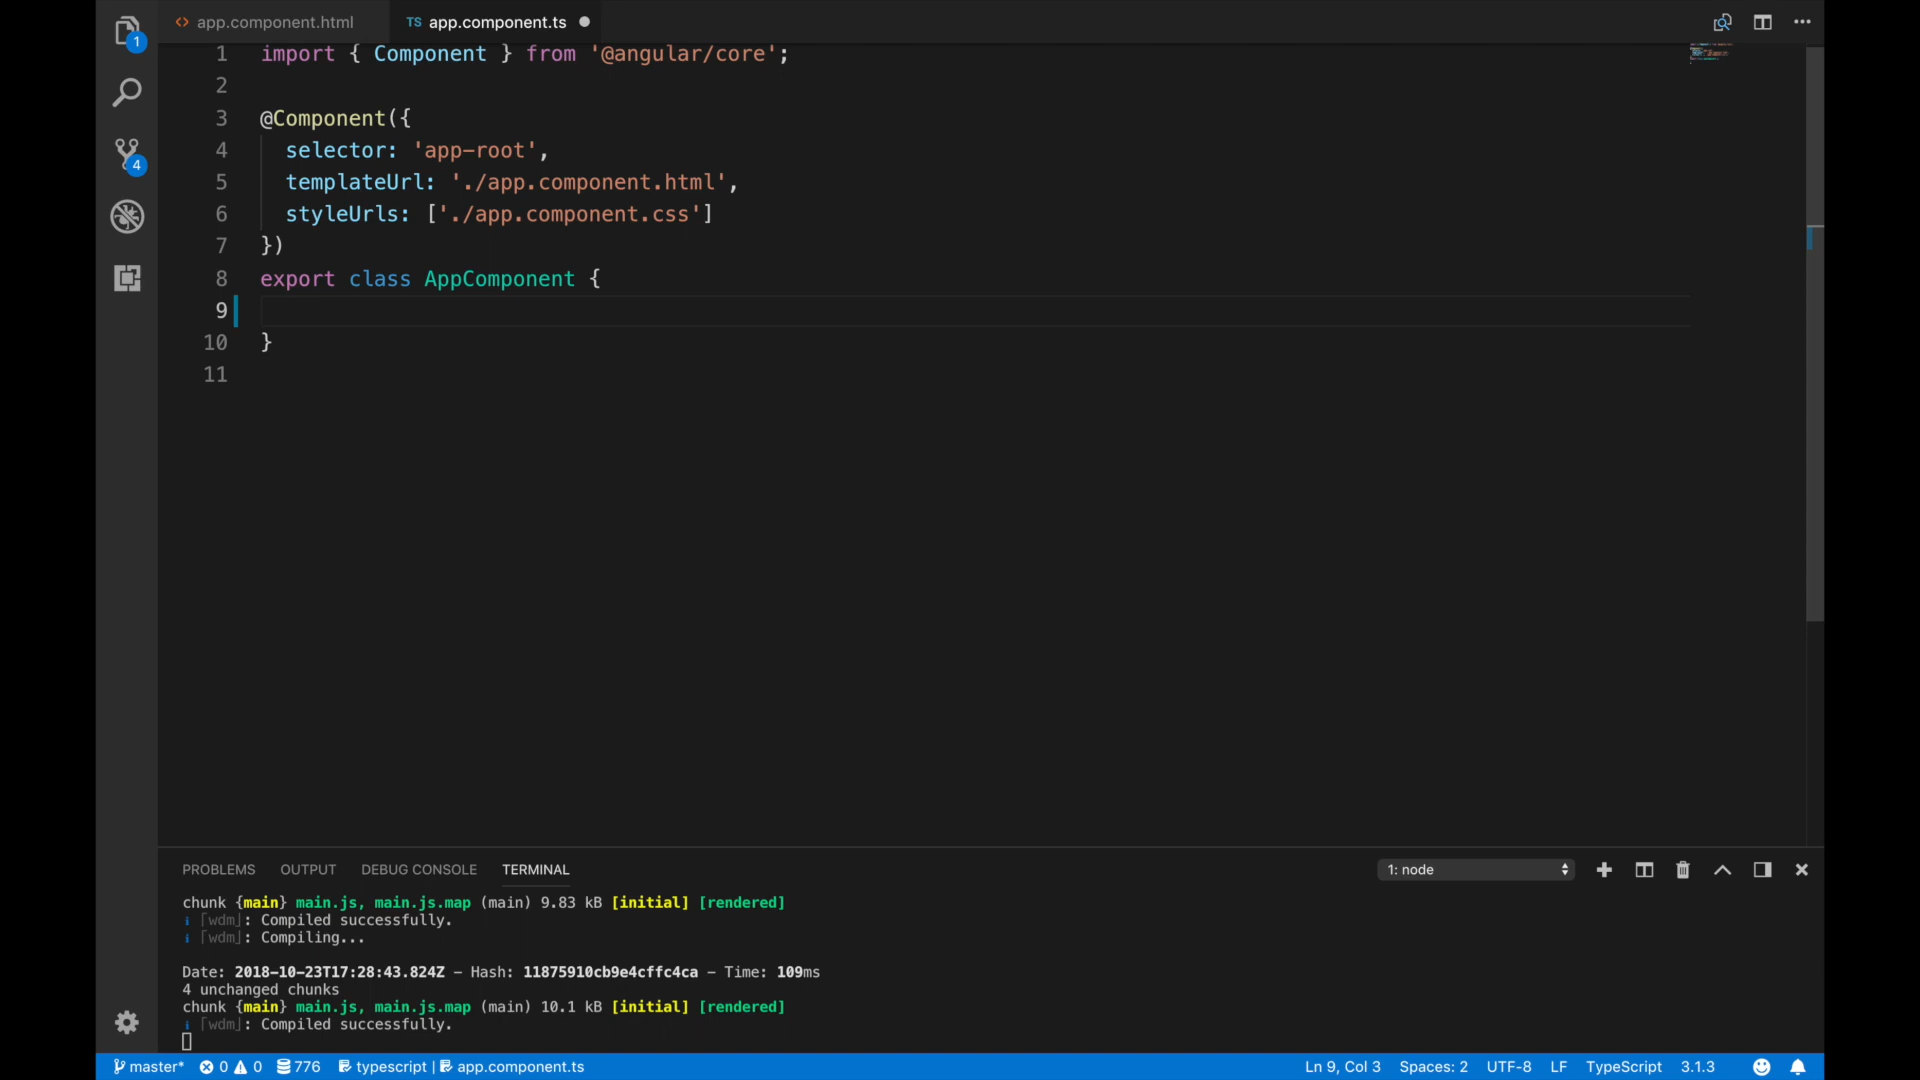 1
<> app.component.html
TS app.component.ts
1 import { Component } from '@angular/core';
2
3 @Component({
4 selector: 'app-root',
5 templateUrl: './app.component.html',
6 styleUrls: ['./app.component.css']
7 })
8 export class AppComponent {
9
10 }
11
4
PROBLEMS OUTPUT DEBUG CONSOLE TERMINAL 1: node
chunk {main} main.js, main.js.map (main) 9.83 kB [initial] [rendered]
i ⌈wdm⌋: Compiled successfully.
i ⌈wdm⌋: Compiling...
Date: 2018-10-23T17:28:43.824Z - Hash: 11875910cb9e4cffc4ca - Time: 109ms
4 unchanged chunks
chunk {main} main.js, main.js.map (main) 10.1 kB [initial] [rendered]
i ⌈wdm⌋: Compiled successfully.
master* 0 0 776 typescript | app.component.ts Ln 9, Col 3 Spaces: 2 UTF-8 LF TypeScript 3.1.3